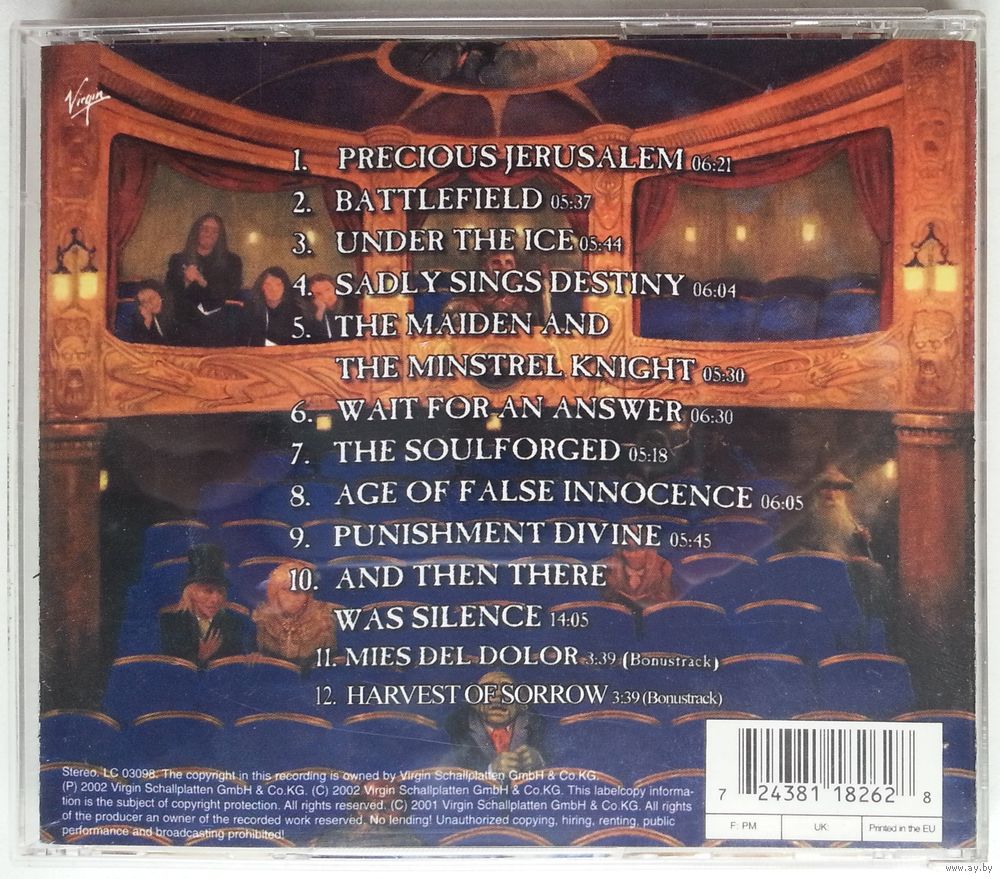 Virgin
1. PRECIOUS JERUSALEM 06:21
2. BATTLEFIELD 05:37
3. UNDER THE ICE 05:44
4. SADLY SINGS DESTINY 06:04
5. THE MAIDEN AND
THE MINSTREL KNIGHT 05:30
6. WAIT FOR AN ANSWER 06:30
7. THE SOULFORGED 05:18
8. AGE OF FALSE INNOCENCE 06:05
9. PUNISHMENT DIVINE 05:45
10. AND THEN THERE
WAS SILENCE 14:05
11. MIES DEL DOLOR 3:39 (Bonustrack)
12. HARVEST OF SORROW 3:39 (Bonustrack)
Stereo. LC 03098. The copyright in this recording is owned by Virgin Schallplatten GmbH & Co.KG.
(P) 2002 Virgin Schallplatten GmbH & Co.KG. (C) 2002 Virgin Schallplatten GmbH & Co.KG. This labelcopy informa-
tion is the subject of copyright protection. All rights reserved. (C) 2001 Virgin Schallplatten GmbH & Co.KG. All rights
of the producer an owner of the recorded work reserved. No lending! Unauthorized copying, hiring, renting, public
performance and broadcasting prohibited!
7 24381 18262 8
F: PM UK: Printed in the EU
www.ay.by